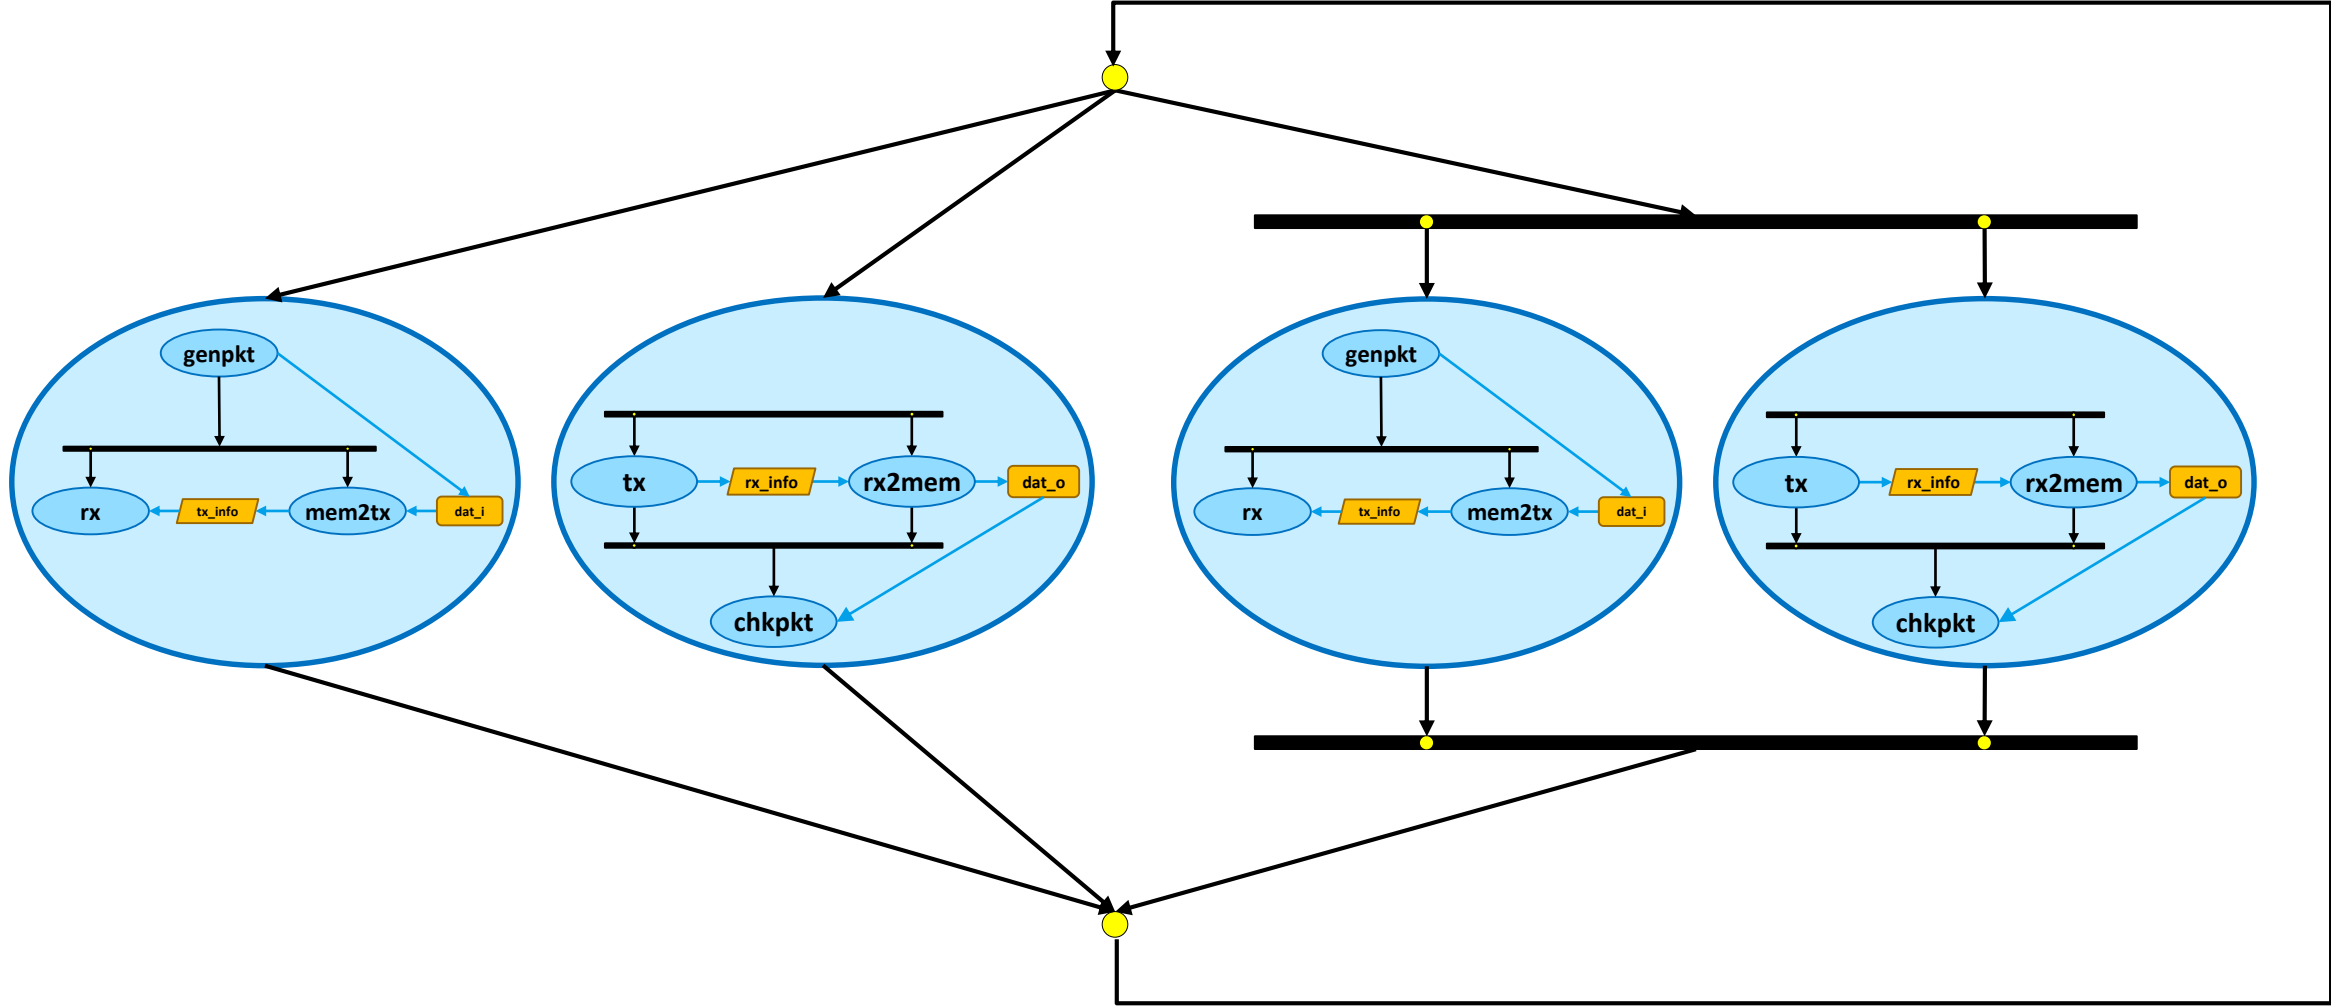 genpkt
rx
tx_info
mem2tx
dat_i
tx
rx_info
rx2mem
dat_o
chkpkt
genpkt
rx
tx_info
mem2tx
dat_i
tx
rx_info
rx2mem
dat_o
chkpkt